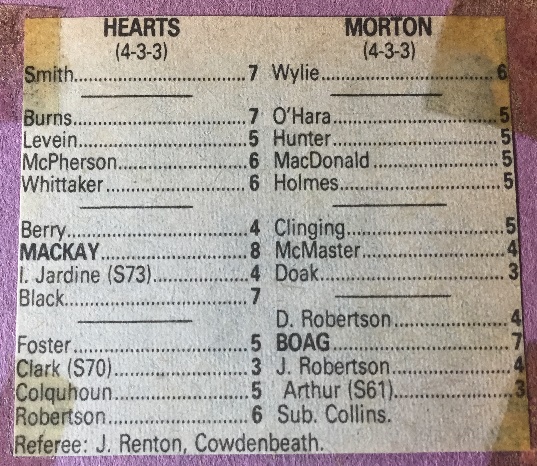 HEARTS
(4-3-3)
Smith 7
Burns 7
Levein 5
McPherson 6
Whittaker 6
Berry 4
MACKAY 8
I. Jardine (S73) 4
Black 7
Foster 5
Clark (S70) 3
Colquhoun 5
Robertson 6
MORTON
(4-3-3)
Wylie 6
O'Hara 5
Hunter 5
MacDonald 5
Holmes 5
Clinging 5
McMaster 4
Doak 3
D. Robertson 4
BOAG 7
J. Robertson 4
Arthur (S61) 3
Sub. Collins.
Referee: J. Renton, Cowdenbeath.